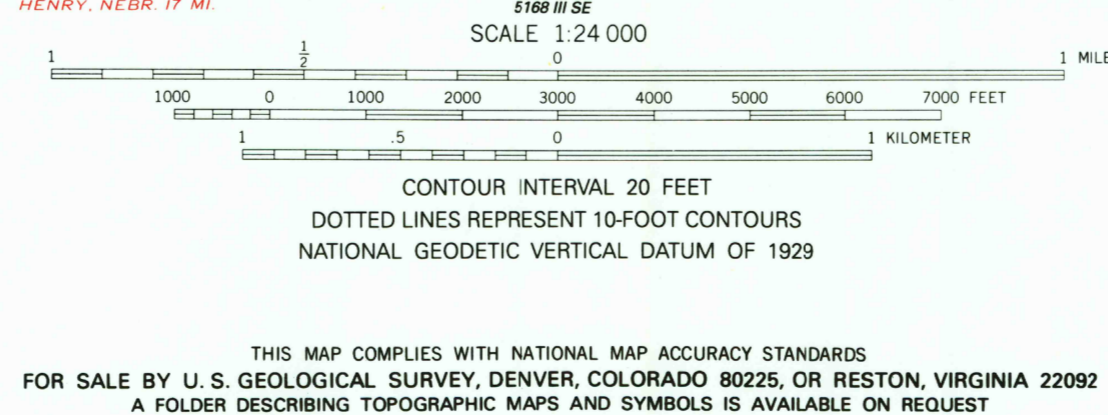 HENRY, NEBR. 17 MI.
5168 III SE
SCALE 1:24 000
1 ½ 0 1 MILE
1000 0 1000 2000 3000 4000 5000 6000 7000 FEET
1 .5 0 1 KILOMETER
CONTOUR INTERVAL 20 FEET
DOTTED LINES REPRESENT 10-FOOT CONTOURS
NATIONAL GEODETIC VERTICAL DATUM OF 1929
THIS MAP COMPLIES WITH NATIONAL MAP ACCURACY STANDARDS
FOR SALE BY U. S. GEOLOGICAL SURVEY, DENVER, COLORADO 80225, OR RESTON, VIRGINIA 22092
A FOLDER DESCRIBING TOPOGRAPHIC MAPS AND SYMBOLS IS AVAILABLE ON REQUEST